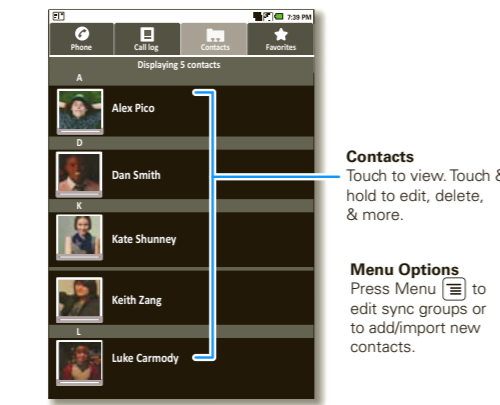 7:39 PM
Phone Call log Contacts Favorites
Displaying 5 contacts
A
Alex Pico
D
Dan Smith
K
Kate Shunney
Keith Zang
L
Luke Carmody
Contacts
Touch to view. Touch &
hold to edit, delete,
& more.
Menu Options
Press Menu to
edit sync groups or
to add/import new
contacts.